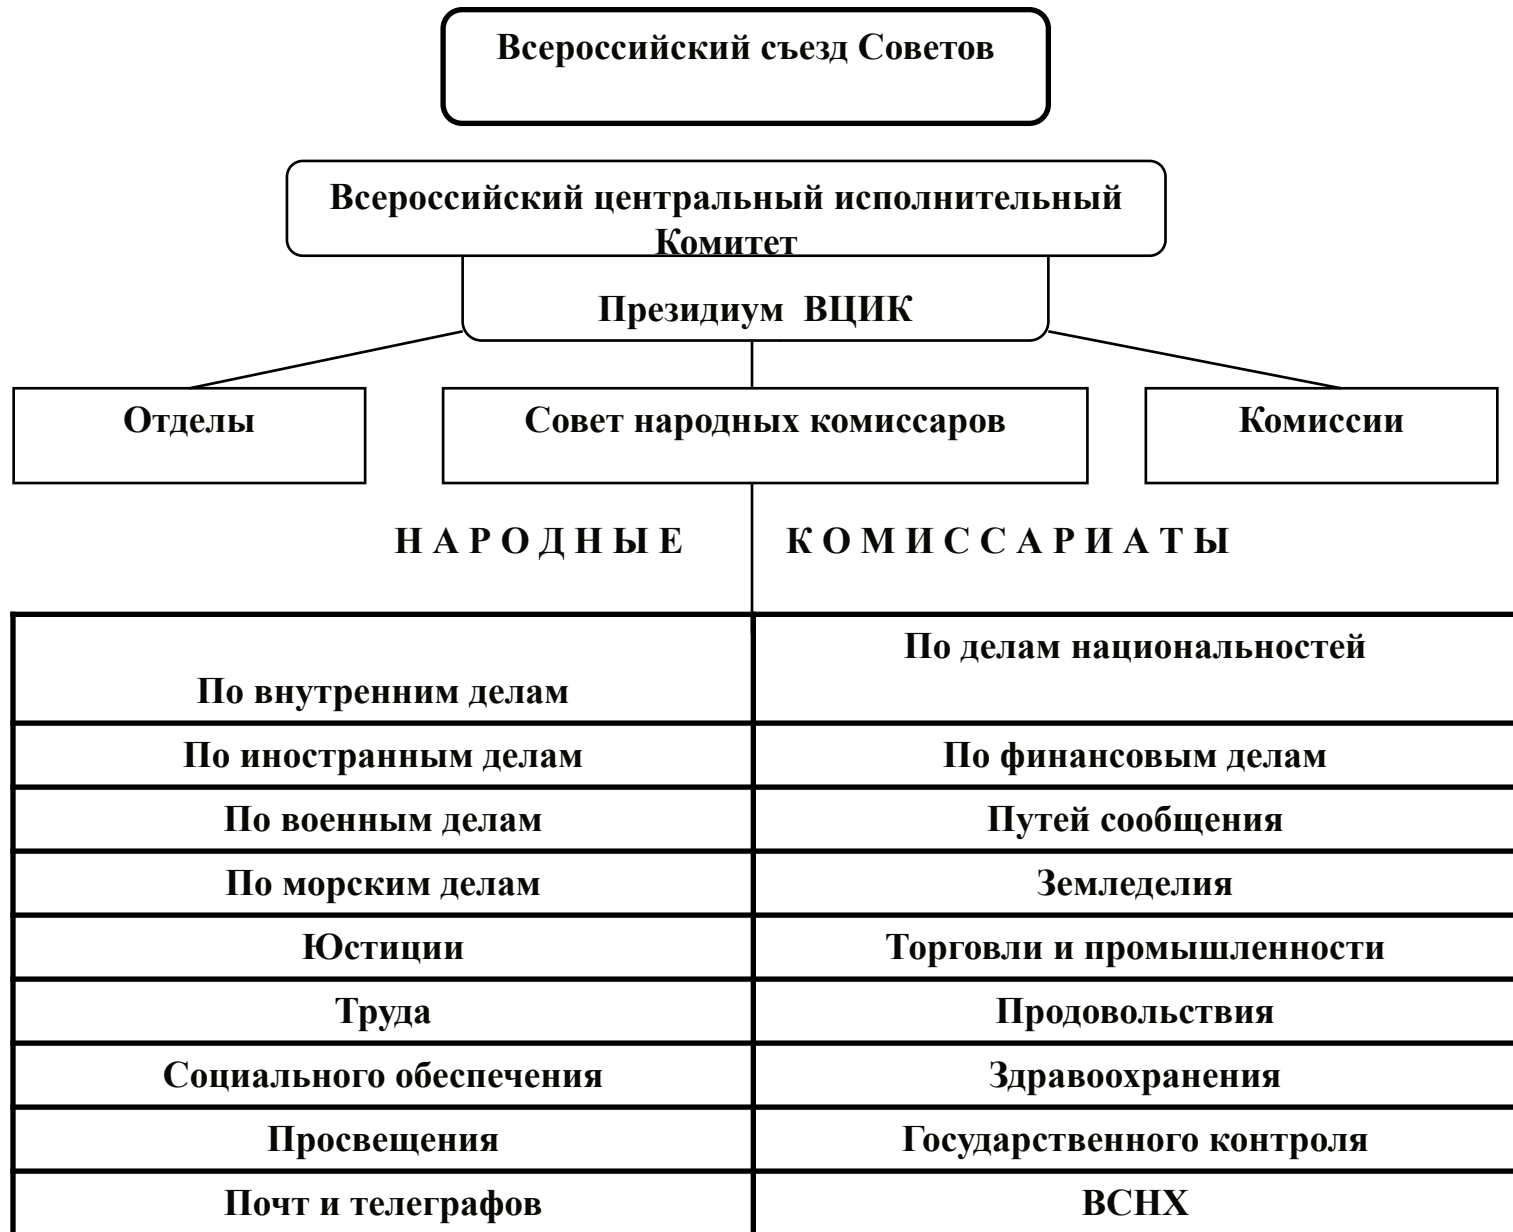 Всероссийский съезд Советов
Всероссийский центральный исполнительный
Комитет
Президиум ВЦИК
Отделы
Совет народных комиссаров
Комиссии
Н А Р О Д Н Ы Е К О М И С С А Р И А Т Ы
По внутренним делам
По делам национальностей
По иностранным делам
По финансовым делам
По военным делам
Путей сообщения
По морским делам
Земледелия
Юстиции
Торговли и промышленности
Труда
Продовольствия
Социального обеспечения
Здравоохранения
Просвещения
Государственного контроля
Почт и телеграфов
ВСНХ